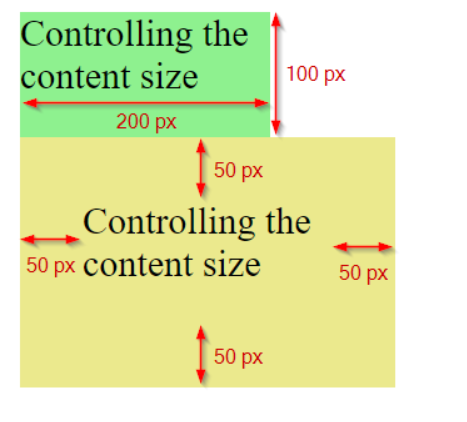 Controlling the
content size
100 px
200 px
50 px
Controlling the
50 px content size
50 px
50 px